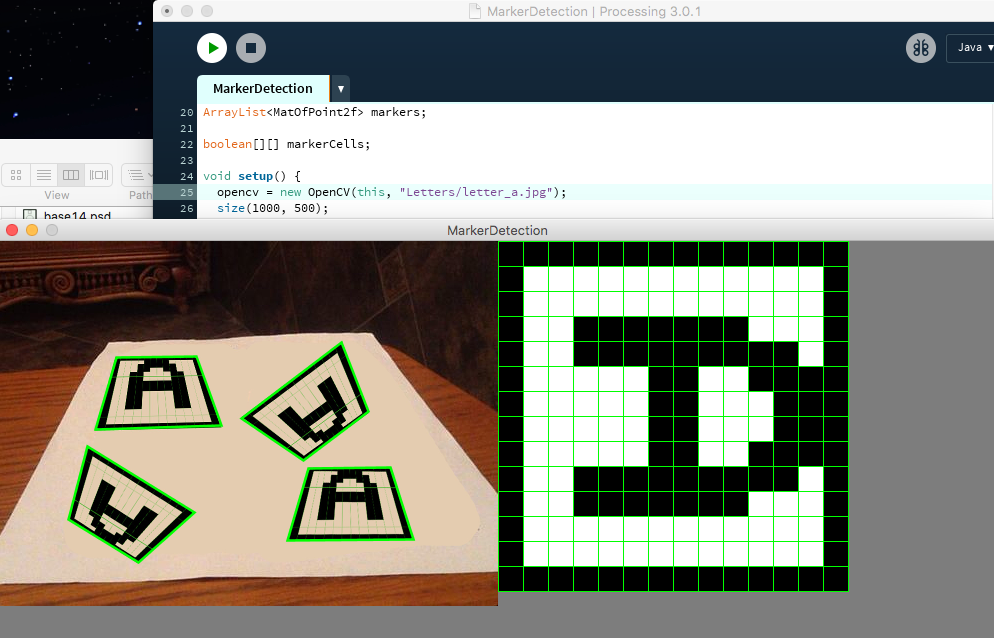 MarkerDetection | Processing 3.0.1
Java ▾
MarkerDetection ▾
20 ArrayList<MatOfPoint2f> markers;
21
22 boolean[][] markerCells;
23
24 void setup() {
25 opencv = new OpenCV(this, "Letters/letter_a.jpg");
26 size(1000, 500);
View Path
base14.psd
MarkerDetection
A A
A A
A